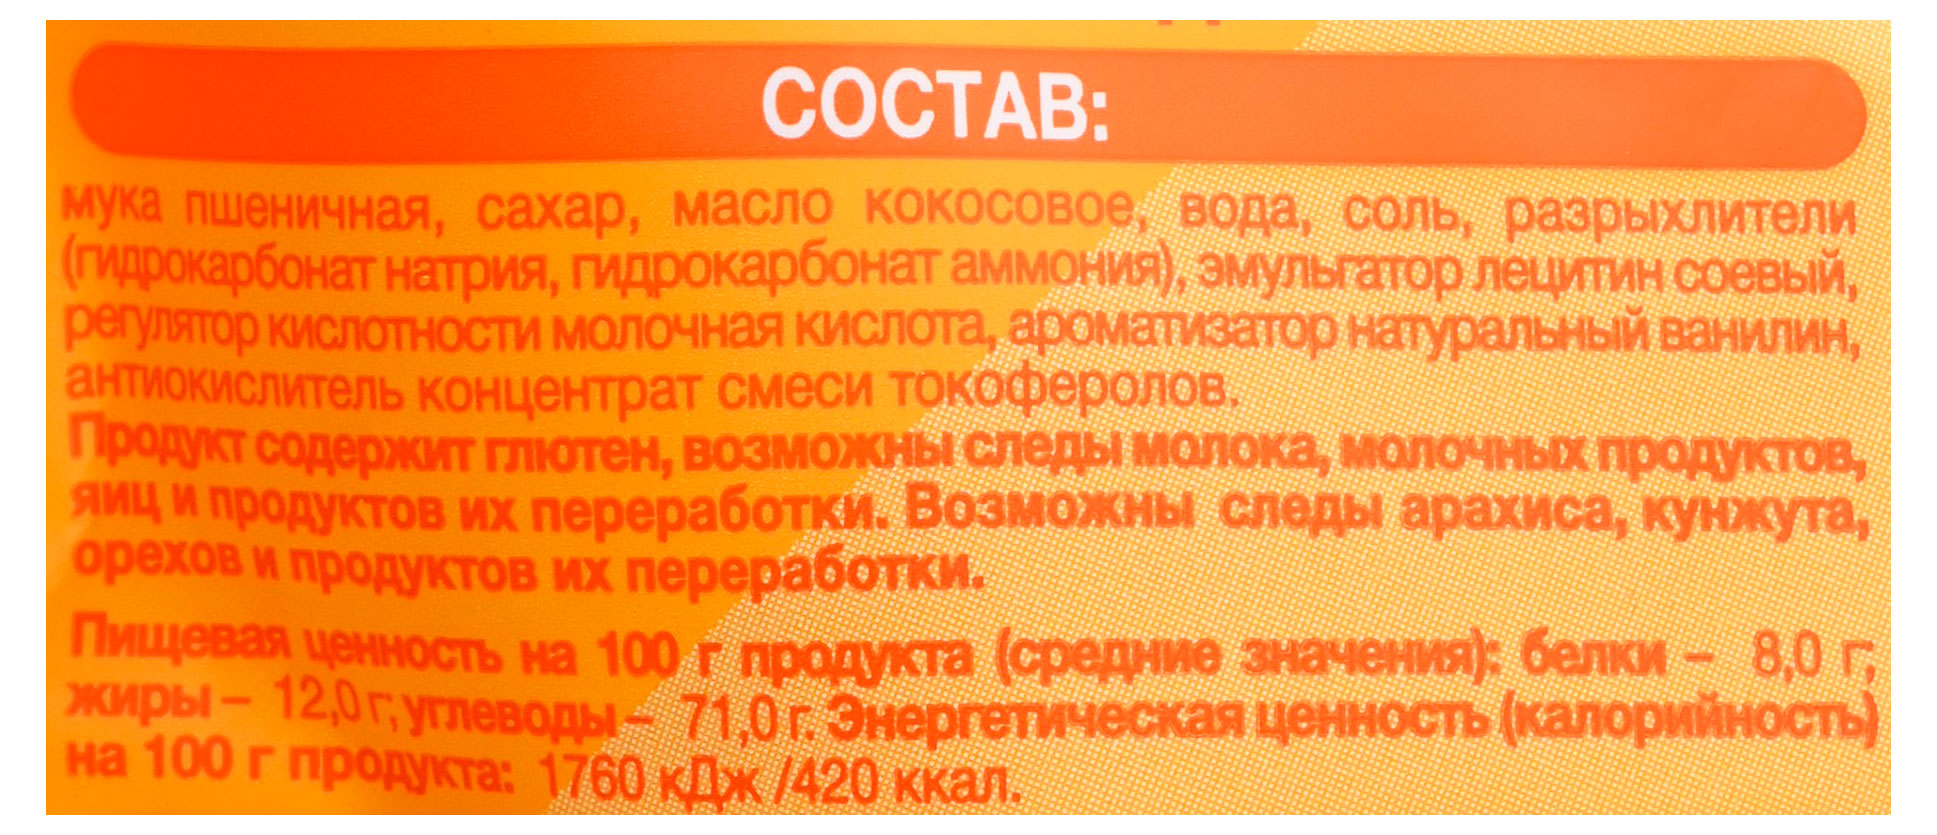 СОСТАВ:
мука пшеничная, сахар, масло кокосовое, вода, соль, разрыхлители
(гидрокарбонат натрия, гидрокарбонат аммония), эмульгатор лецитин соевый,
регулятор кислотности молочная кислота, ароматизатор натуральный ванилин,
антиокислитель концентрат смеси токоферолов.
Продукт содержит глютен, возможны следы молока, молочных продуктов,
яиц и продуктов их переработки. Возможны следы арахиса, кунжута,
орехов и продуктов их переработки.
Пищевая ценность на 100 г продукта (средние значения): белки – 8,0 г;
жиры – 12,0 г; углеводы – 71,0 г. Энергетическая ценность (калорийность)
на 100 г продукта: 1760 кДж /420 ккал.